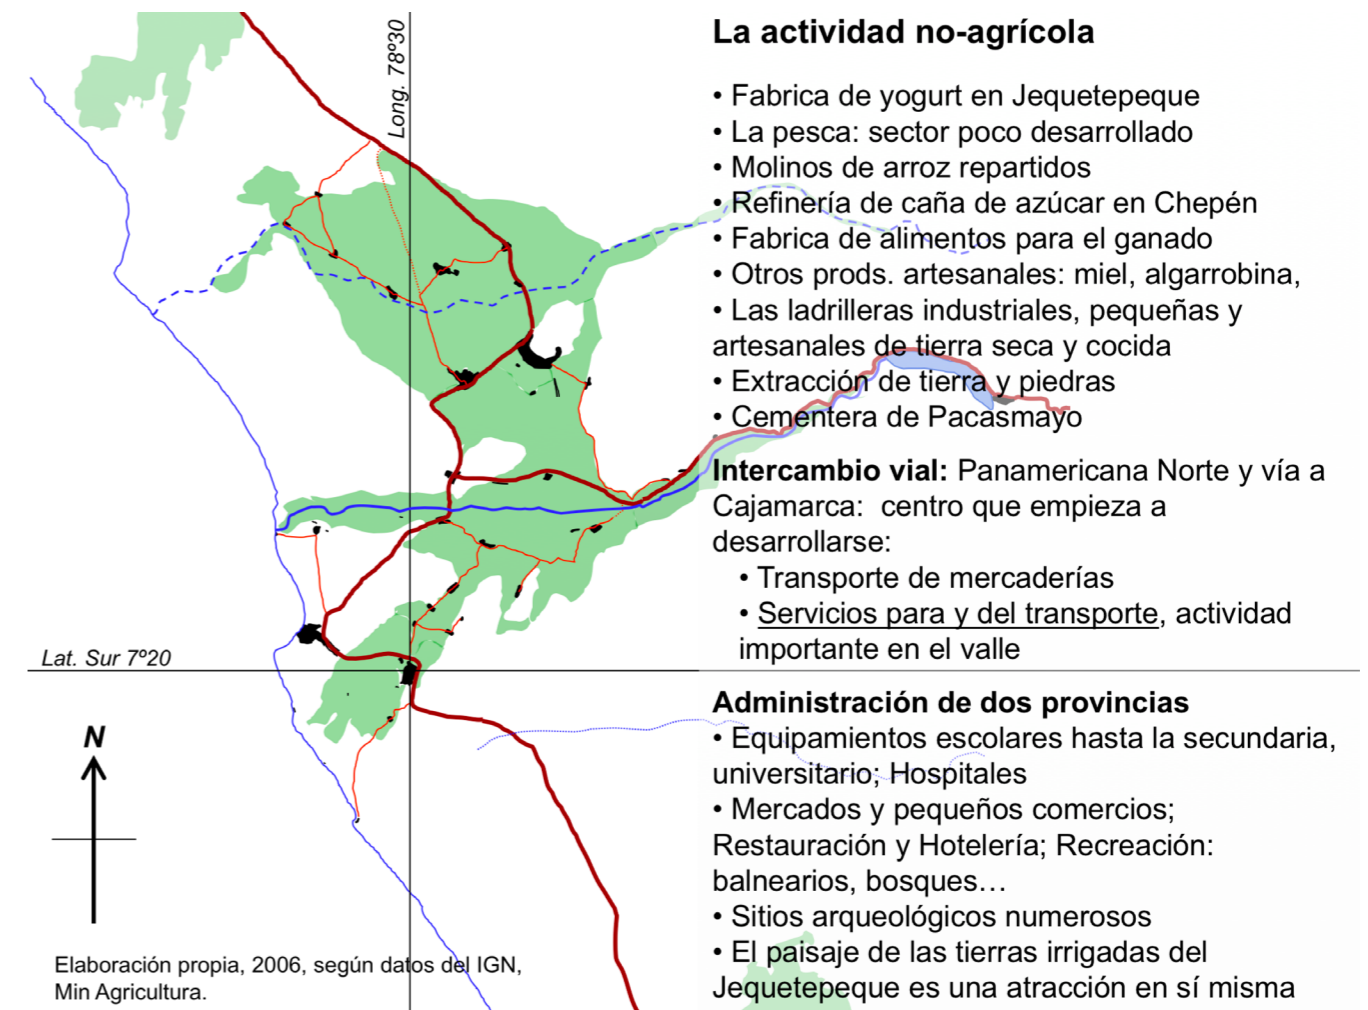 La actividad no-agrícola
• Fabrica de yogurt en Jequetepeque
• La pesca: sector poco desarrollado
• Molinos de arroz repartidos
• Refinería de caña de azúcar en Chepén
• Fabrica de alimentos para el ganado
• Otros prods. artesanales: miel, algarrobina,
• Las ladrilleras industriales, pequeñas y
artesanales de tierra seca y cocida
• Extracción de tierra y piedras
• Cementera de Pacasmayo
Intercambio vial: Panamericana Norte y vía a
Cajamarca: centro que empieza a
desarrollarse:
• Transporte de mercaderías
• Servicios para y del transporte, actividad
importante en el valle
Administración de dos provincias
• Equipamientos escolares hasta la secundaria,
universitario; Hospitales
• Mercados y pequeños comercios;
Restauración y Hotelería; Recreación:
balnearios, bosques…
• Sitios arqueológicos numerosos
• El paisaje de las tierras irrigadas del
Jequetepeque es una atracción en sí misma
Long. 78º30
Lat. Sur 7º20
N
Elaboración propia, 2006, según datos del IGN,
Min Agricultura.